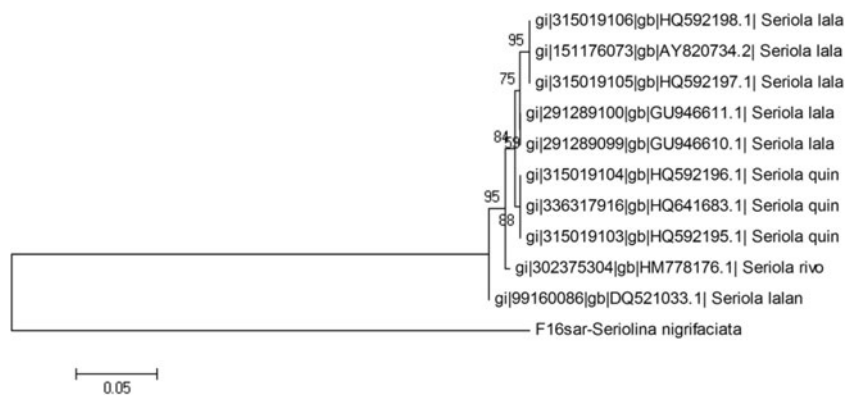 gi|315019106|gb|HQ592198.1| Seriola lala
95
gi|151176073|gb|AY820734.2| Seriola lala
75
gi|315019105|gb|HQ592197.1| Seriola lala
gi|291289100|gb|GU946611.1| Seriola lala
84
59
gi|291289099|gb|GU946610.1| Seriola lala
gi|315019104|gb|HQ592196.1| Seriola quin
95
gi|336317916|gb|HQ641683.1| Seriola quin
88
gi|315019103|gb|HQ592195.1| Seriola quin
gi|302375304|gb|HM778176.1| Seriola rivo
gi|99160086|gb|DQ521033.1| Seriola lalan
F16sar-Seriolina nigrifaciata
0.05